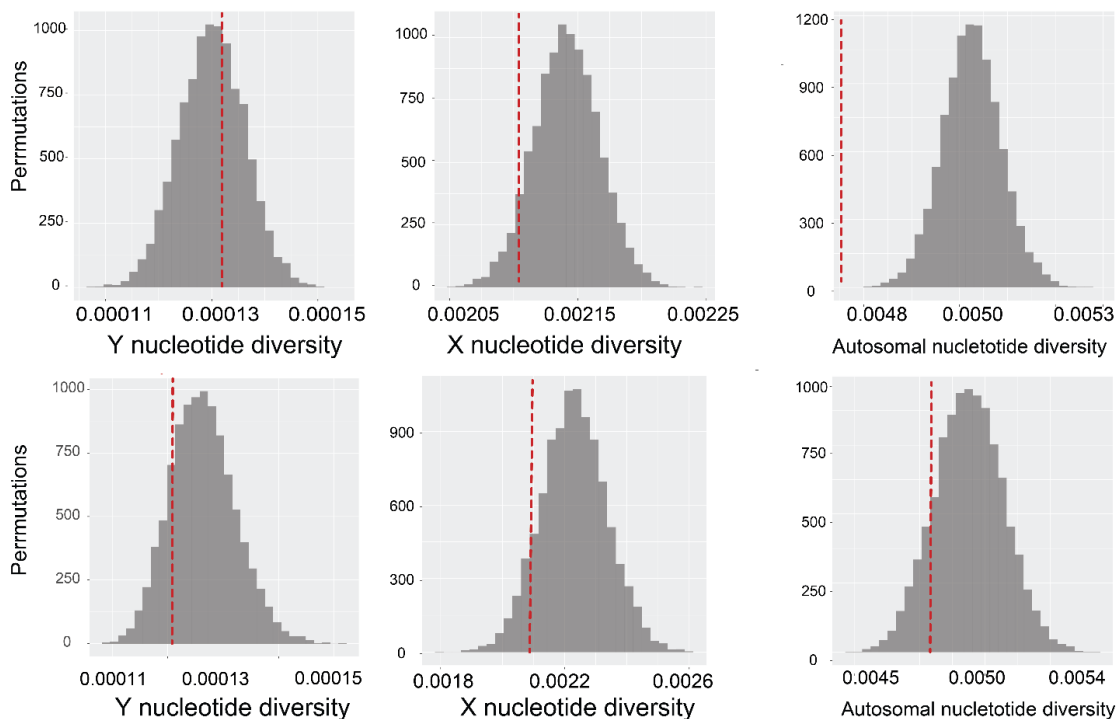 Perrmutations
1000
750
500
250
0
0.00011 0.00013 0.00015
Y nucleotide diversity
1000
750
500
250
0
0.00205 0.00215 0.00225
X nucleotide diversity
1200
900
600
300
0
0.0048 0.0050 0.0053
Autosomal nucletotide diversity
Perrmutations
1000
750
500
250
0
0.00011 0.00013 0.00015
Y nucleotide diversity
900
600
300
0
0.0018 0.0022 0.0026
X nucleotide diversity
1000
750
500
250
0
0.0045 0.0050 0.0054
Autosomal nucletotide diversity